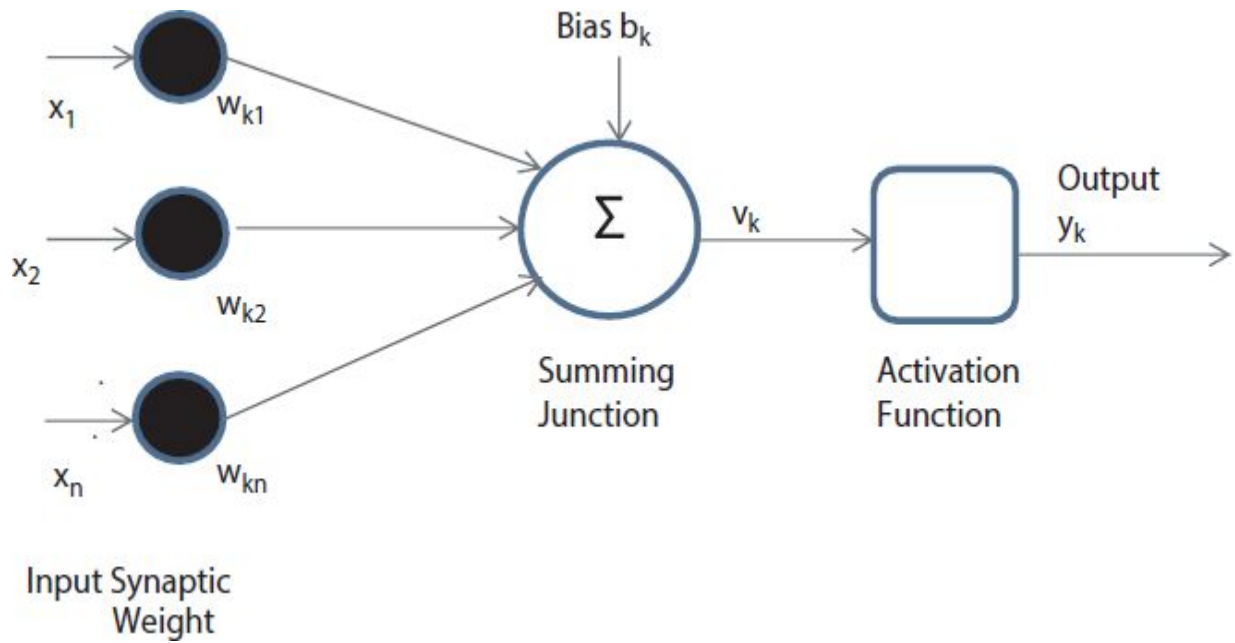 Bias bₖ
x₁
wₖ₁
x₂
wₖ₂
Σ
vₖ
Output
yₖ
Summing
Junction
Activation
Function
xₙ
wₖₙ
Input Synaptic
Weight